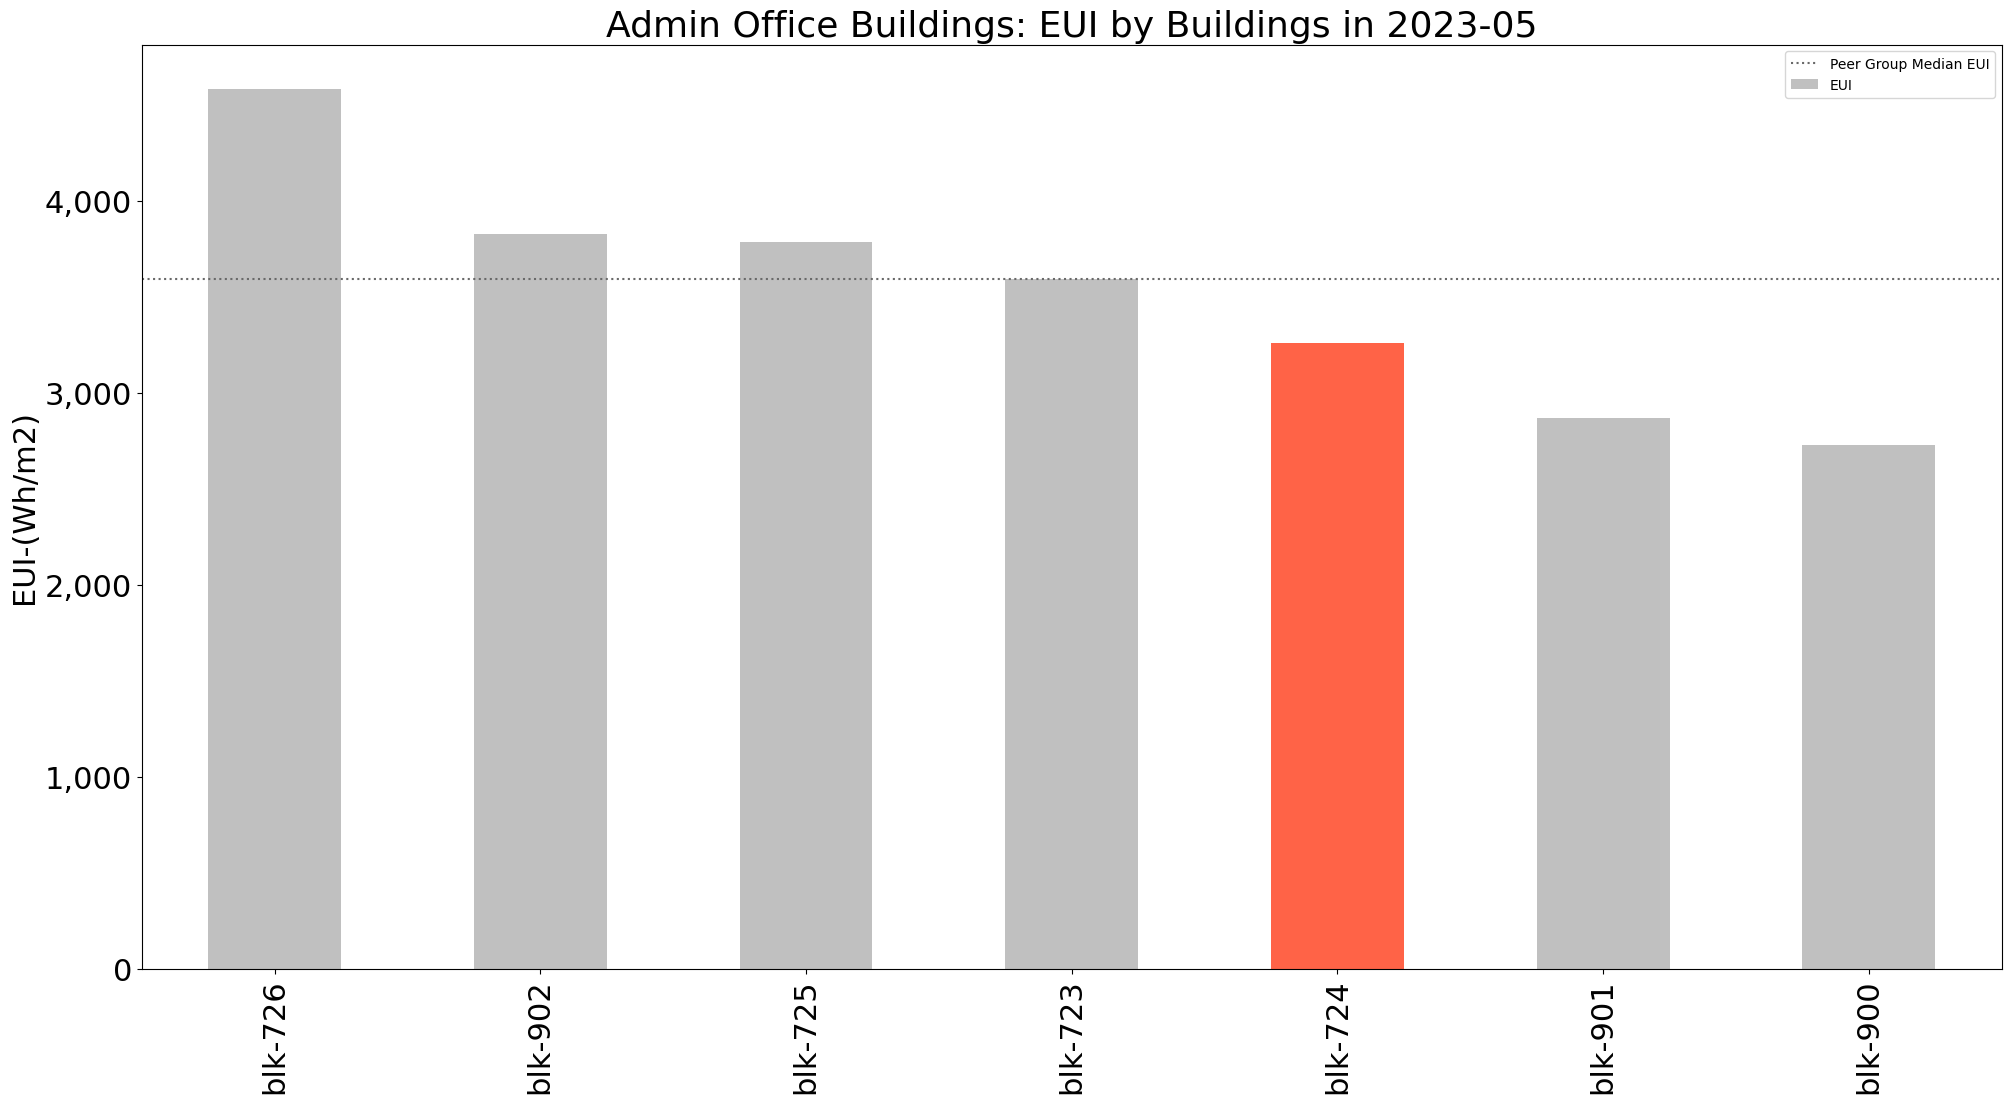 Admin Office Buildings: EUI by Buildings in 2023-05
Peer Group Median EUI
EUI
EUI-(Wh/m2)
4,000
3,000
2,000
1,000
0
blk-726
blk-902
blk-725
blk-723
blk-724
blk-901
blk-900